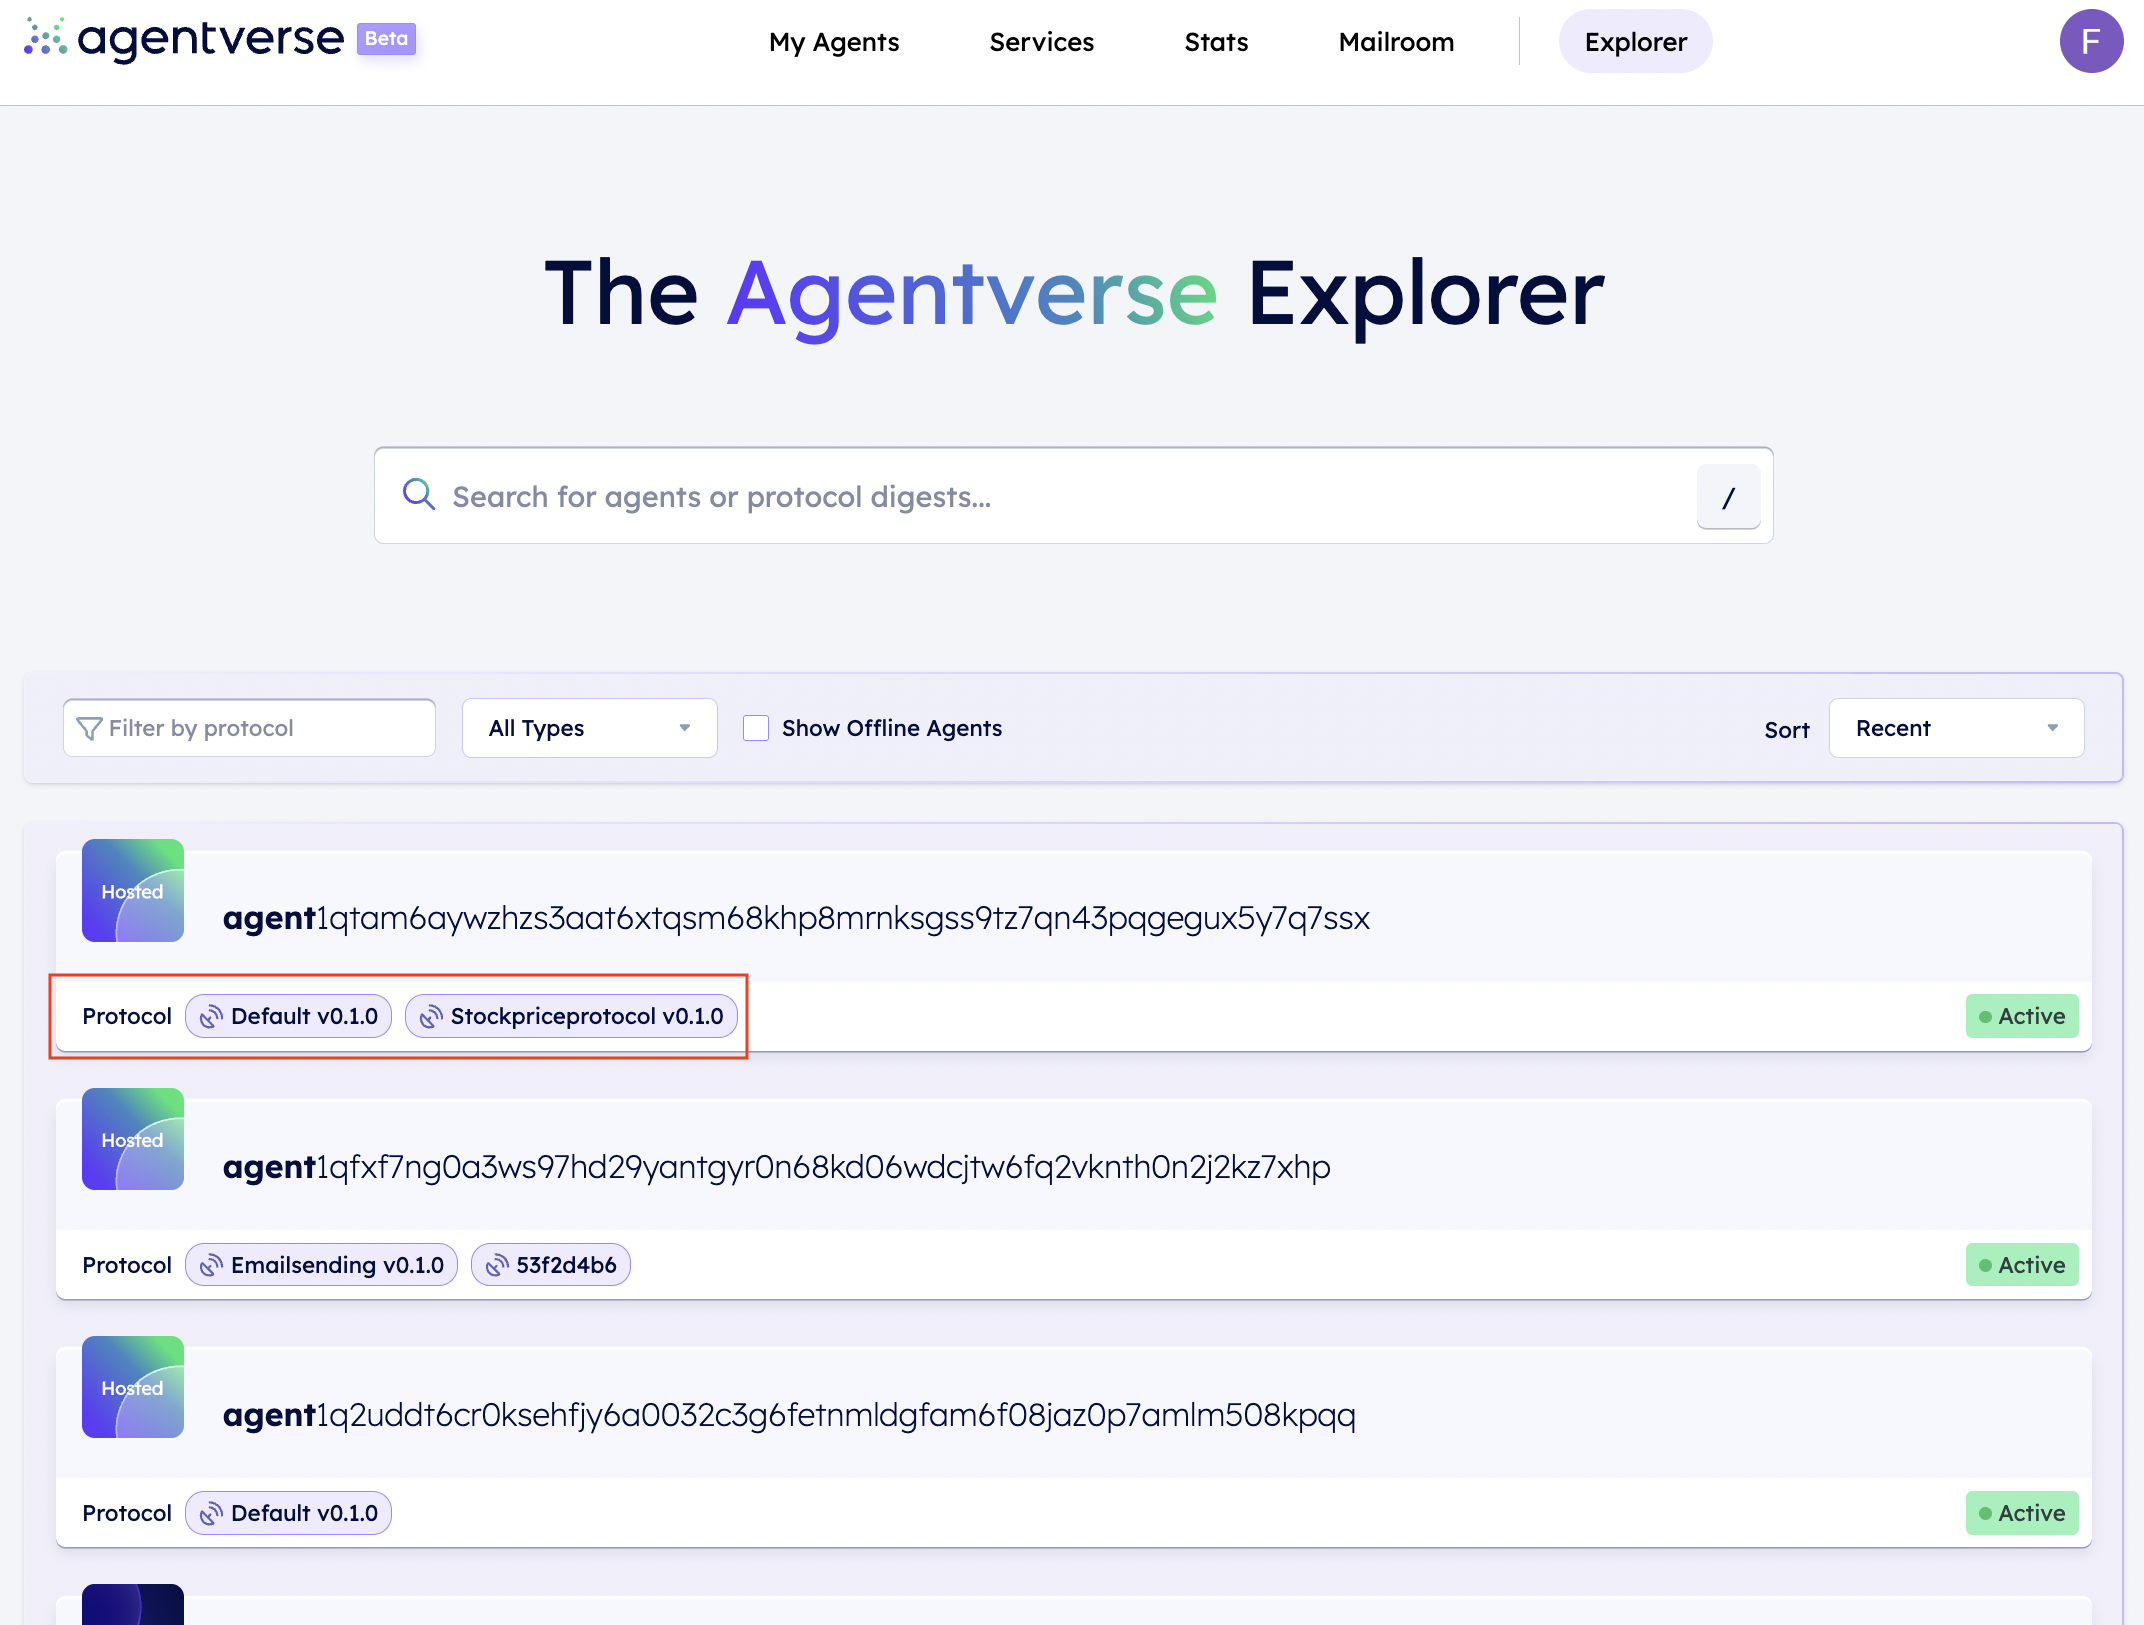 agentverse Beta My Agents Services Stats Mailroom Explorer F
The Agentverse Explorer
Search for agents or protocol digests... /
Filter by protocol All Types Show Offline Agents Sort Recent
Hosted
agent1qtam6aywzhzs3aat6xtqsm68khp8mrnksgss9tz7qn43pqgegux5y7q7ssx
Protocol Default v0.1.0 Stockpriceprotocol v0.1.0 Active
Hosted
agent1qfxf7ng0a3ws97hd29yantgyr0n68kd06wdcjtw6fq2vknth0n2j2kz7xhp
Protocol Emailsending v0.1.0 53f2d4b6 Active
Hosted
agent1q2uddt6cr0ksehfjy6a0032c3g6fetnmldgfam6f08jaz0p7amlm508kpqq
Protocol Default v0.1.0 Active